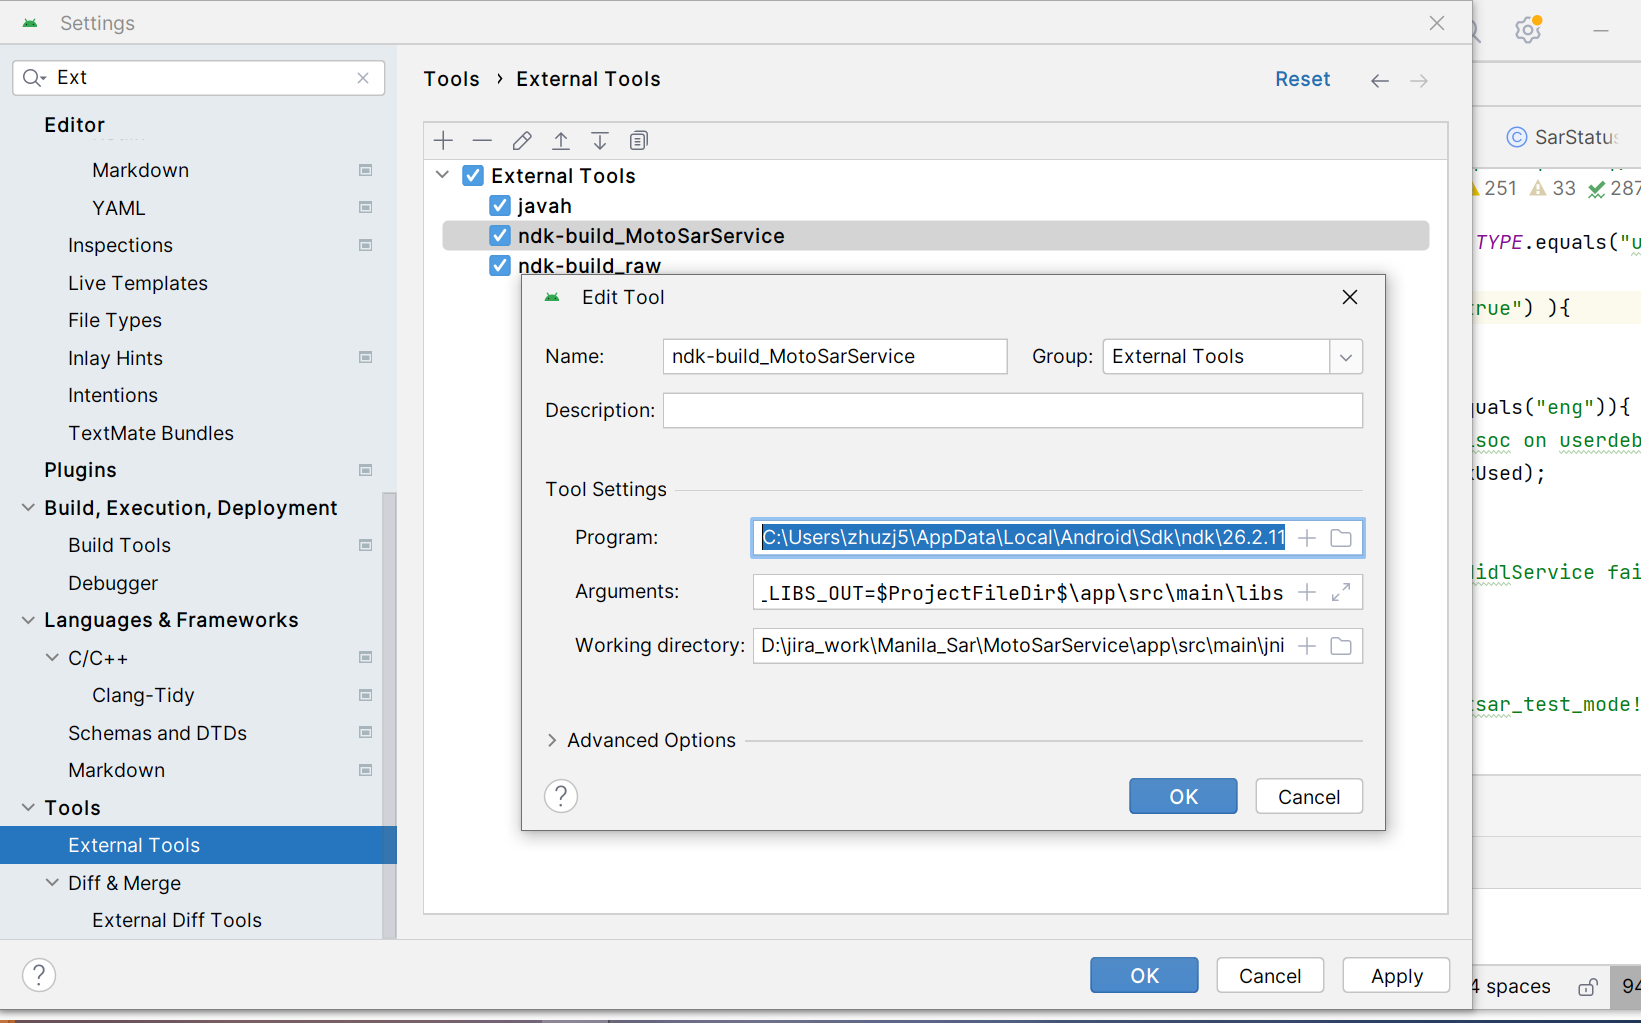 Settings
Ext
Editor
Markdown
YAML
Inspections
Live Templates
File Types
Inlay Hints
Intentions
TextMate Bundles
Plugins
Build, Execution, Deployment
Build Tools
Debugger
Languages & Frameworks
C/C++
Clang-Tidy
Schemas and DTDs
Markdown
Tools
External Tools
Diff & Merge
External Diff Tools
Tools › External Tools
Reset
External Tools
javah
ndk-build_MotoSarService
ndk-build_raw
Edit Tool
Name: ndk-build_MotoSarService Group: External Tools
Description:
Tool Settings
Program: C:\Users\zhuzj5\AppData\Local\Android\Sdk\ndk\26.2.11
Arguments: _LIBS_OUT=$ProjectFileDir$\app\src\main\libs
Working directory: D:\jira_work\Manila_Sar\MotoSarService\app\src\main\jni
Advanced Options
?
OK Cancel
?
OK Cancel Apply
SarStatus
251 33 287
TYPE.equals("u
rue") ){
uals("eng")){
soc on userdeb
Used);
idlService fai
sar_test_mode!
4 spaces
94